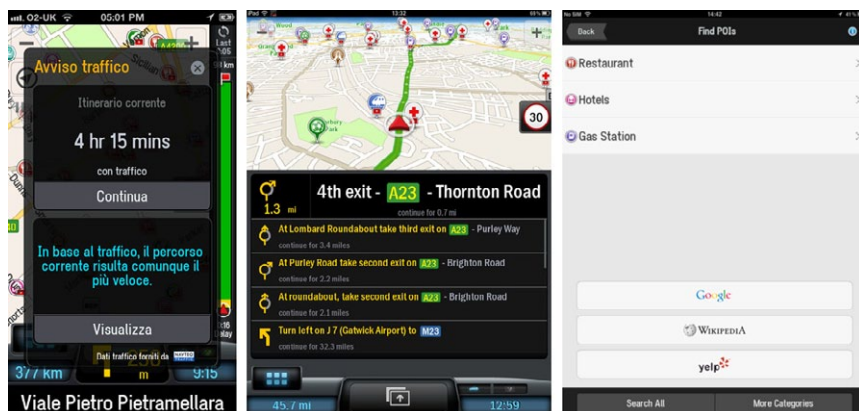 O2-UK 05:01 PM
A4200
Last
Avviso traffico
Itinerario corrente
4 hr 15 mins
con traffico
Continua
In base al traffico, il percorso
corrente risulta comunque il
più veloce.
Visualizza
Dati traffico forniti da NAVTEQ
377 km
250
m
9:15
Viale Pietro Pietramellara
iPad 12:32
30
4th exit - A23 - Thornton Road
1.3 mi
continue for 0.7 mi
At Lombard Roundabout take third exit on A23 - Purley Way
continue for 3.4 miles
At Purley Road take second exit on A23 - Brighton Road
continue for 2.2 miles
At roundabout, take second exit on A23 - Brighton Road
continue for 2.1 miles
Turn left on J 7 (Gatwick Airport) to M23
continue for 32.3 miles
45.7 mi
12:59
No SIM 14:42
Back
Find POIs
Restaurant
Hotels
Gas Station
Google
WIKIPEDIA
yelp
Search All
More Categories